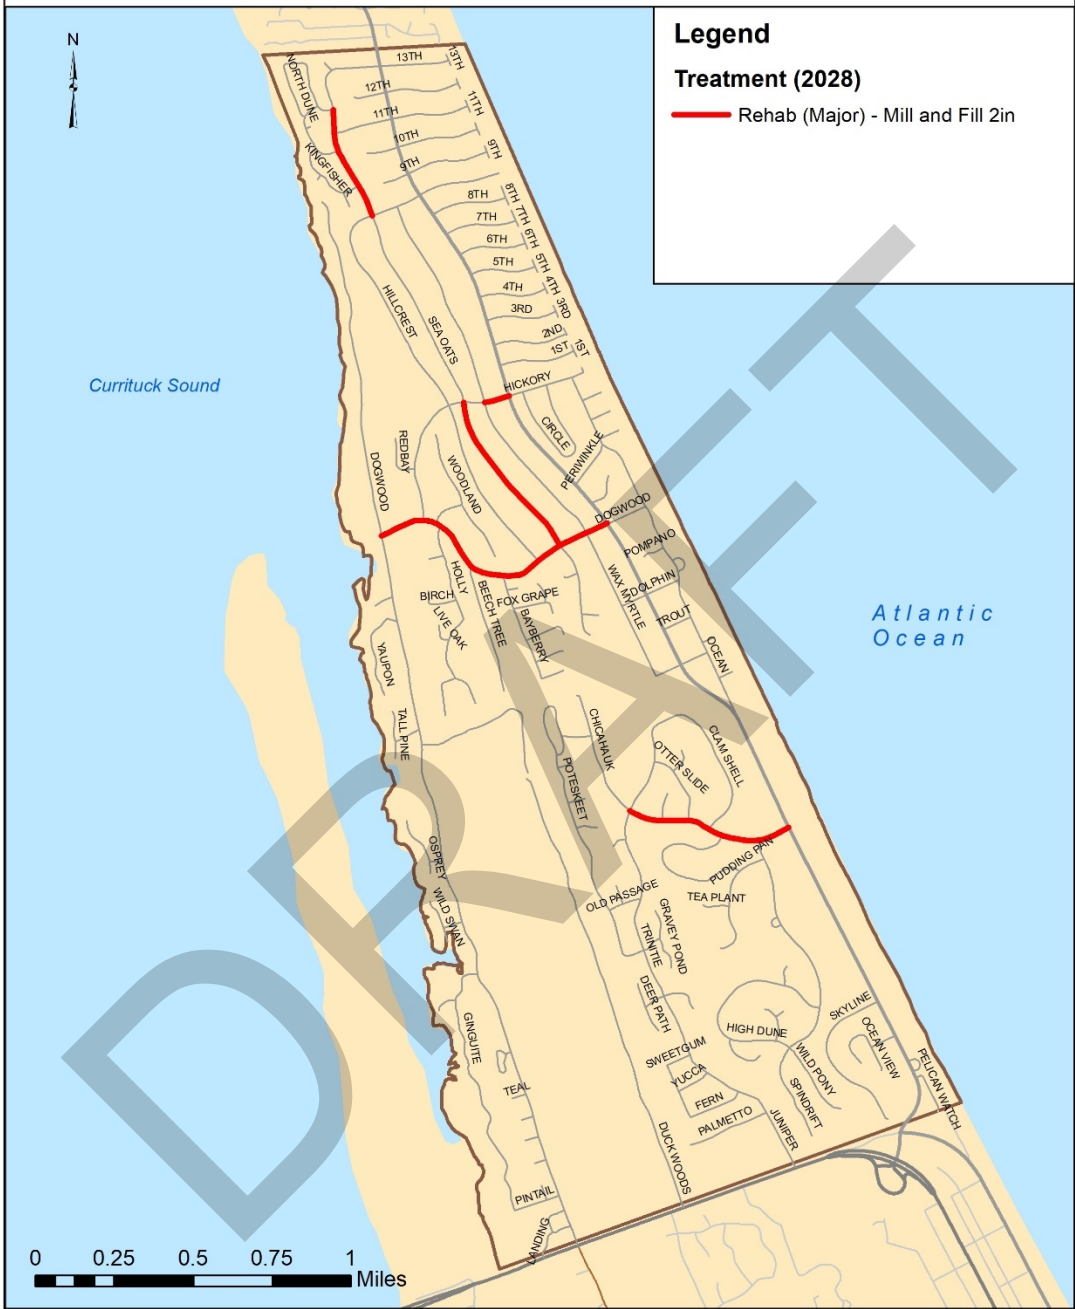 Legend
Treatment (2028)
Rehab (Major) - Mill and Fill 2in
N
13TH
13TH
NORTH DUNE
12TH
11TH
11TH
10TH
9TH
KINGFISHER
9TH
8TH
8TH
7TH
7TH
6TH
6TH
5TH
5TH
4TH
4TH
3RD
3RD
2ND
1ST
1ST
HILLCREST
SEA OATS
Currituck Sound
HICKORY
CIRCLE
PERIWINKLE
REDBAY
WOODLAND
DOGWOOD
DOGWOOD
POMPANO
DOLPHIN
WAX MYRTLE
TROUT
HOLLY
BIRCH
LIVE OAK
BEECH TREE
FOX GRAPE
BAYBERRY
Atlantic
Ocean
OCEAN
YAUPON
TALL PINE
CHICAHAUK
CLAM SHELL
OTTER SLIDE
POTESKEET
OSPREY
PUDDING PAN
WILD SWAN
OLD PASSAGE
TEA PLANT
GRAVEY POND
TRINITIE
DEER PATH
GINGUITE
HIGH DUNE
SKYLINE
OCEAN VIEW
SWEETGUM
WILD PONY
PELICAN WATCH
YUCCA
TEAL
FERN
SPINDRIFT
PALMETTO
JUNIPER
DUCK WOODS
PINTAIL
LANDING
DRAFT
0 0.25 0.5 0.75 1
Miles